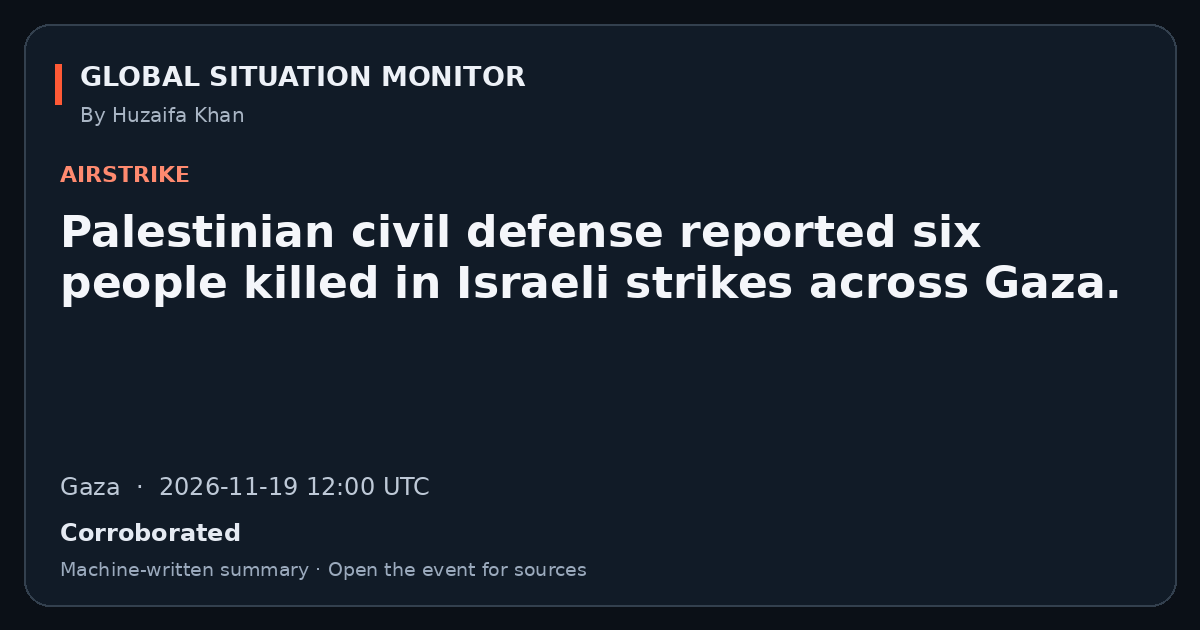 GLOBAL SITUATION MONITOR
By Huzaifa Khan
AIRSTRIKE
Palestinian civil defense reported six
people killed in Israeli strikes across Gaza.
Gaza · 2026-11-19 12:00 UTC
Corroborated
Machine-written summary · Open the event for sources